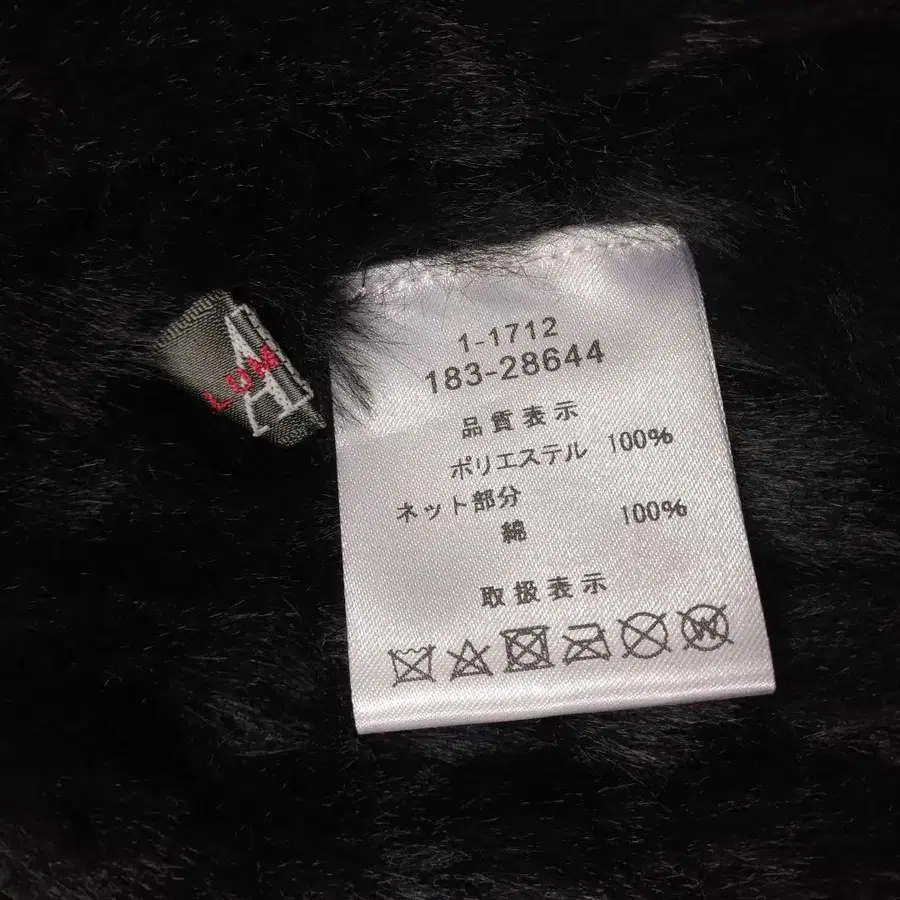 LUM
A
1-1712
183-28644
品質表示
ポリエステル 100%
ネット部分
綿 100%
取扱表示
W